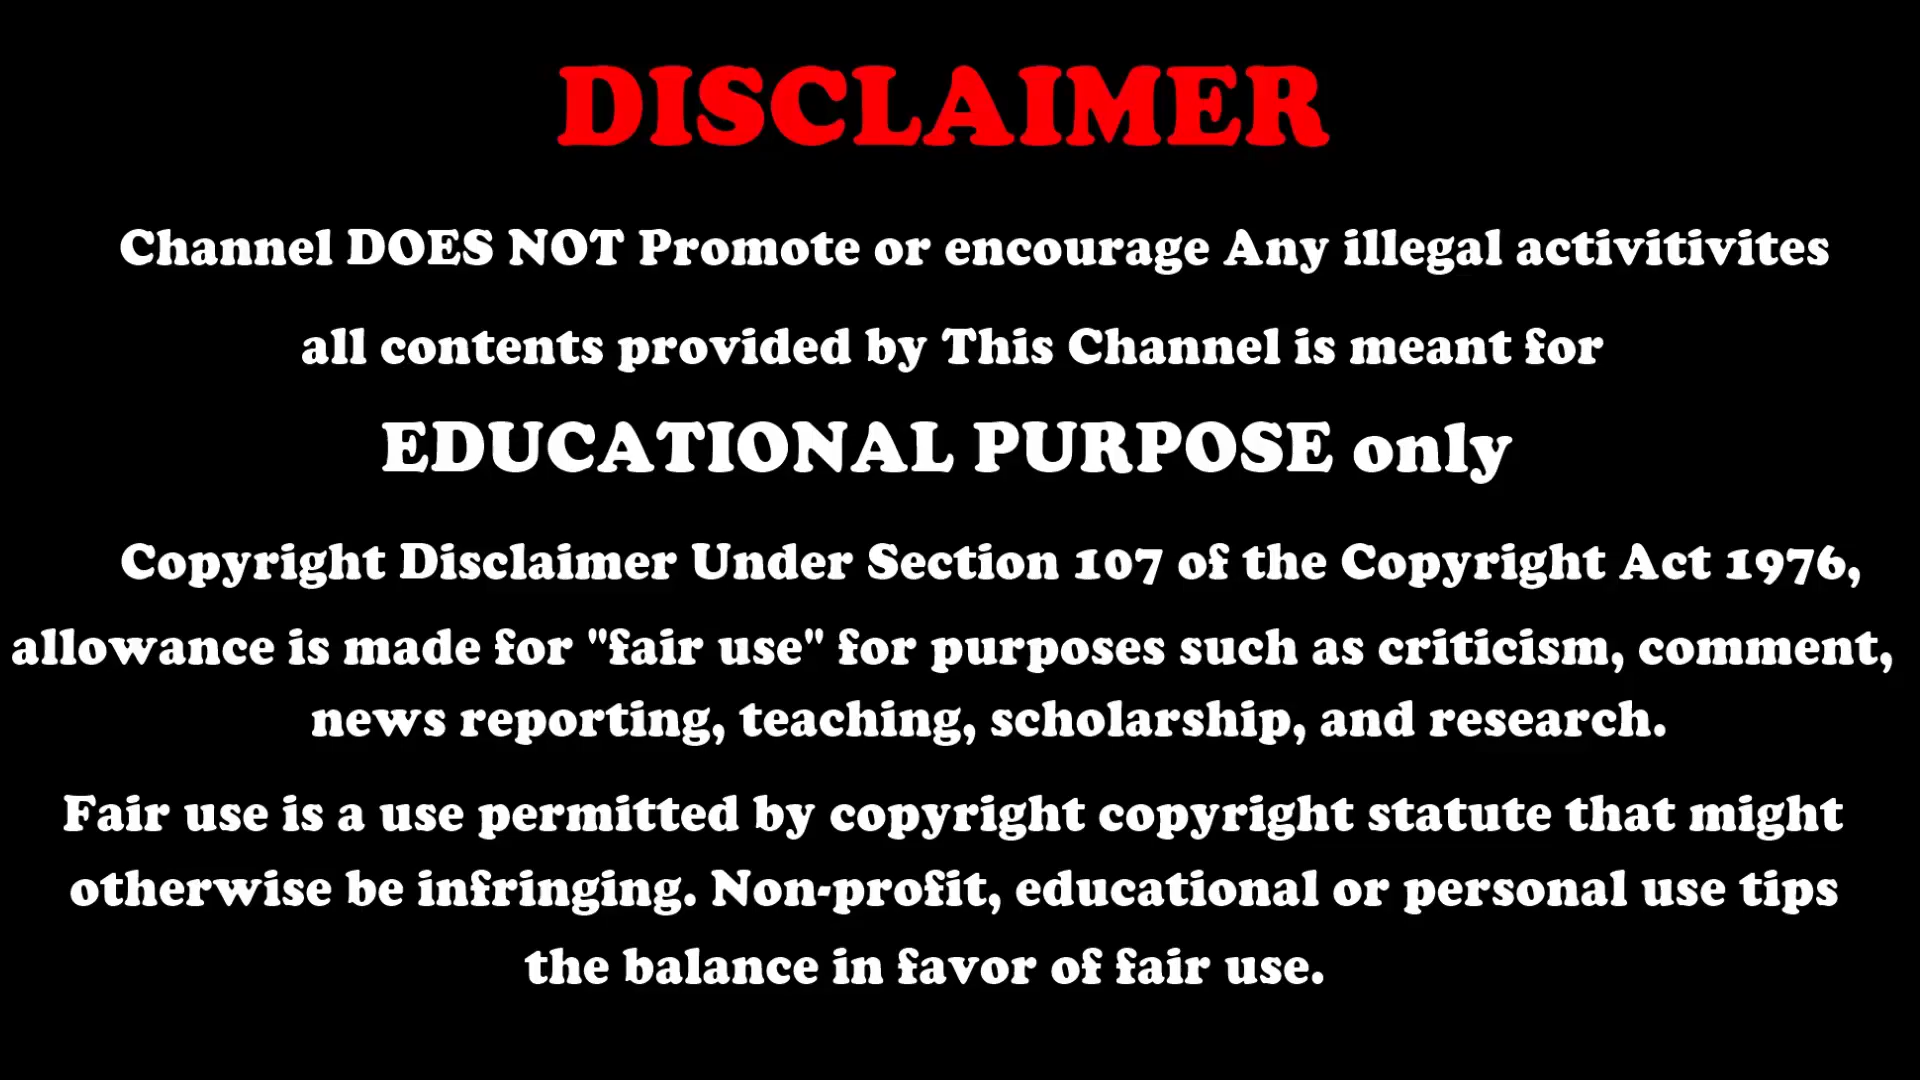 DISCLAIMER
Channel DOES NOT Promote or encourage Any illegal activitivites
all contents provided by This Channel is meant for
EDUCATIONAL PURPOSE only
Copyright Disclaimer Under Section 107 of the Copyright Act 1976,
allowance is made for "fair use" for purposes such as criticism, comment,
news reporting, teaching, scholarship, and research.
Fair use is a use permitted by copyright copyright statute that might
otherwise be infringing. Non-profit, educational or personal use tips
the balance in favor of fair use.